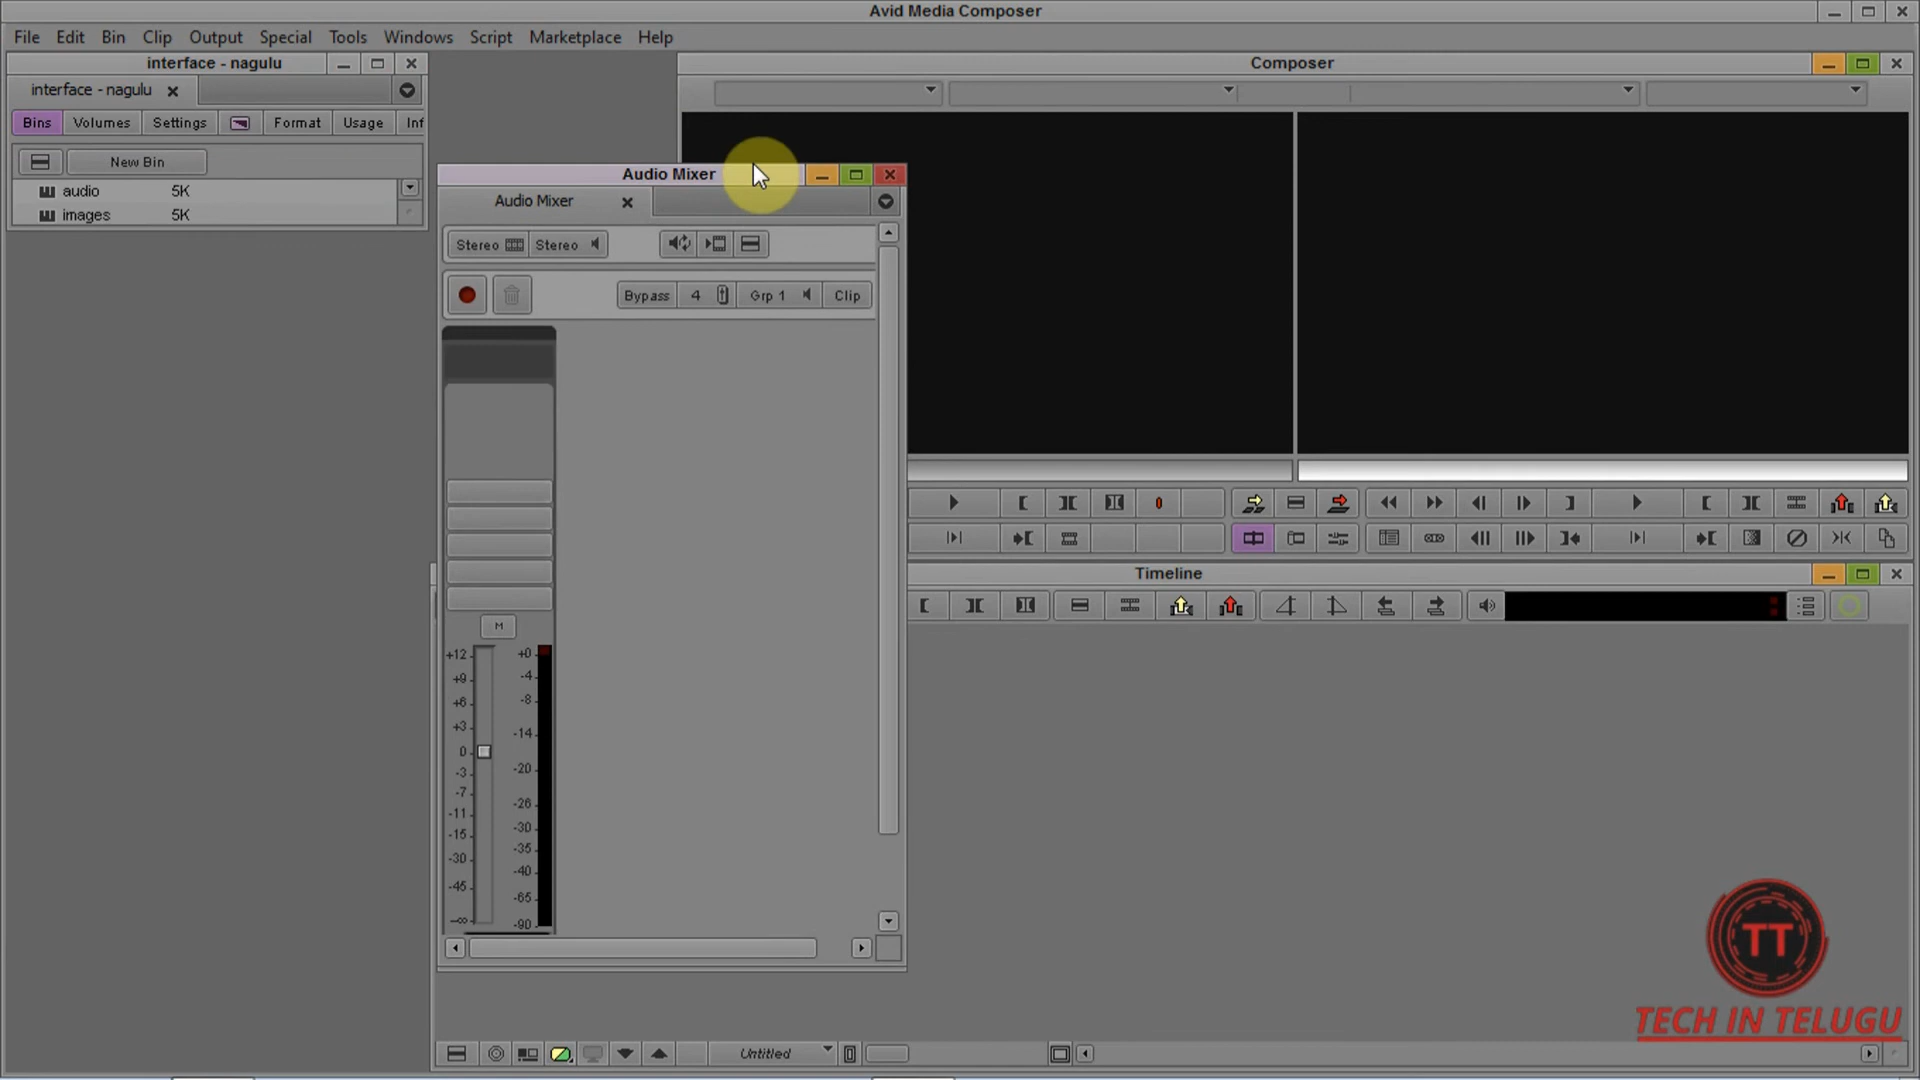 Avid Media Composer
File Edit Bin Clip Output Special Tools Windows Script Marketplace Help
interface - nagulu
Composer
interface - nagulu
Bins Volumes Settings Format Usage Inf
New Bin
audio 5K
images 5K
Audio Mixer
Audio Mixer
Stereo Stereo
Bypass 4 Grp 1 Clip
M
+12 +0
+9 -4
+6 -8
+3 -14
0
-3 -20
-7
-11 -26
-15 -30
-35
-30 -40
-45 -65
-∞ -90
Timeline
Untitled
TT
TECH IN TELUGU